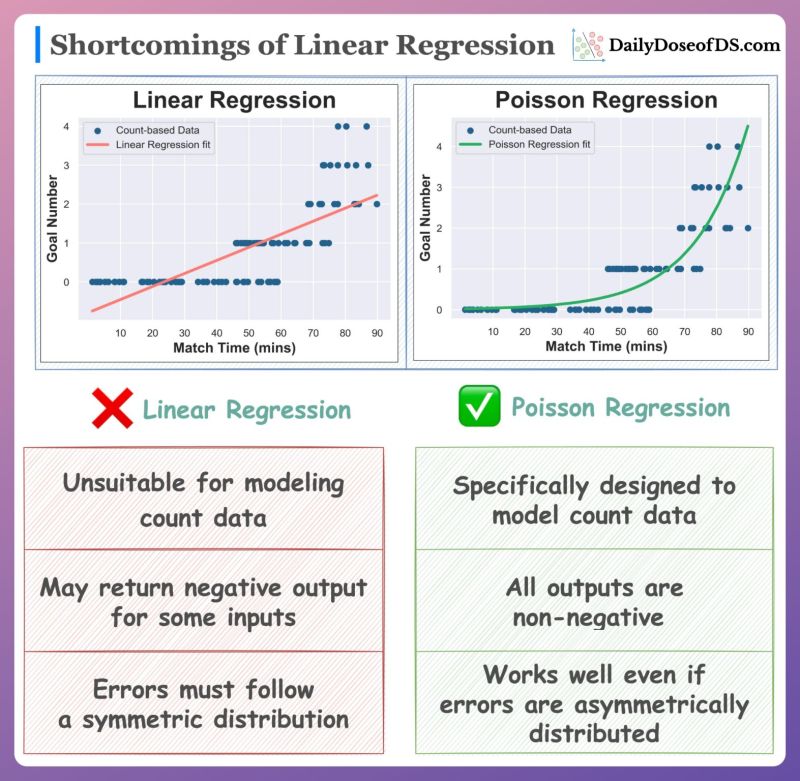 Shortcomings of Linear Regression
DailyDoseofDS.com
Linear Regression
Count-based Data
Linear Regression fit
Goal Number
4
3
2
1
0
10 20 30 40 50 60 70 80 90
Match Time (mins)
Poisson Regression
Count-based Data
Poisson Regression fit
Goal Number
4
3
2
1
0
10 20 30 40 50 60 70 80 90
Match Time (mins)
Linear Regression
Unsuitable for modeling
count data
May return negative output
for some inputs
Errors must follow
a symmetric distribution
Poisson Regression
Specifically designed to
model count data
All outputs are
non-negative
Works well even if
errors are asymmetrically
distributed